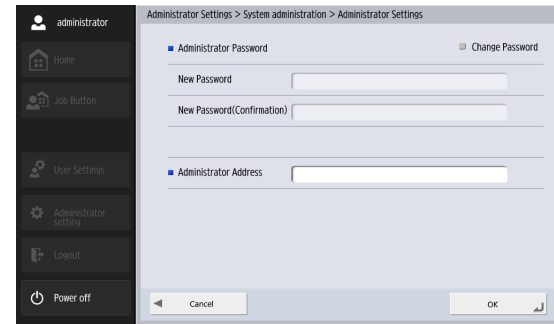 administrator
Home
Job Button
User Settings
Administrator
setting
Logout
Power off
Administrator Settings > System administration > Administrator Settings
Administrator Password
Change Password
New Password
New Password(Confirmation)
Administrator Address
Cancel
OK